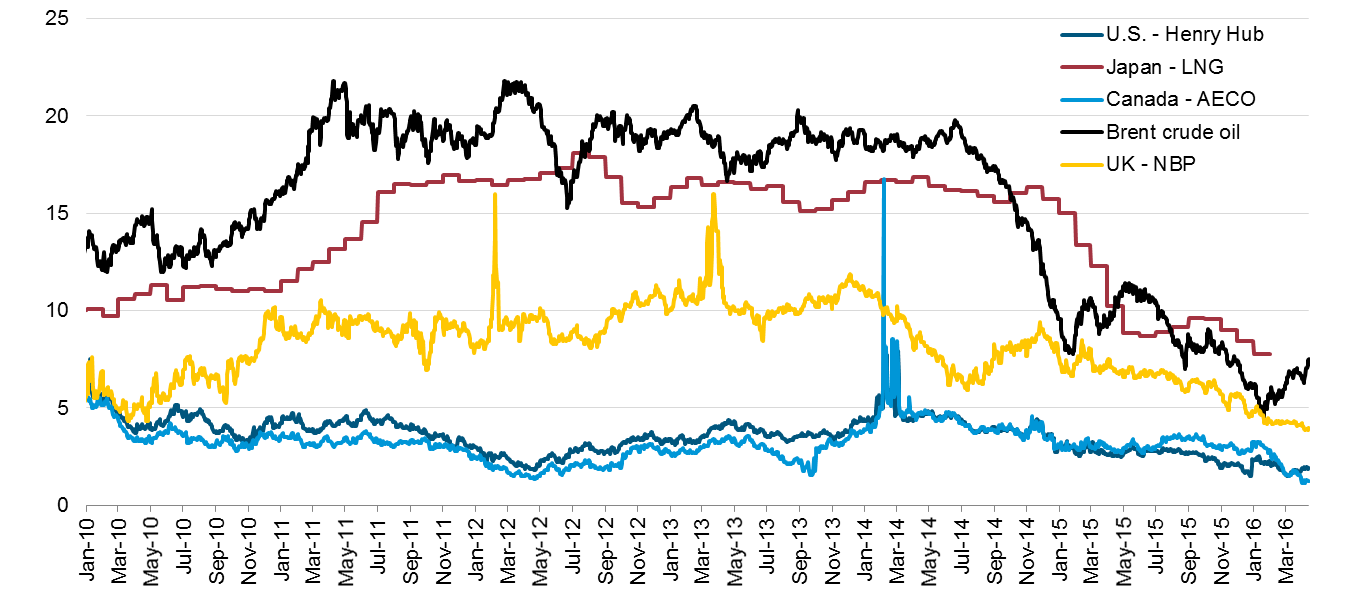 25
20
15
10
5
0
U.S. - Henry Hub
Japan - LNG
Canada - AECO
Brent crude oil
UK - NBP
Jan-10
Mar-10
May-10
Jul-10
Sep-10
Nov-10
Jan-11
Mar-11
May-11
Jul-11
Sep-11
Nov-11
Jan-12
Mar-12
May-12
Jul-12
Sep-12
Nov-12
Jan-13
Mar-13
May-13
Jul-13
Sep-13
Nov-13
Jan-14
Mar-14
May-14
Jul-14
Sep-14
Nov-14
Jan-15
Mar-15
May-15
Jul-15
Sep-15
Nov-15
Jan-16
Mar-16